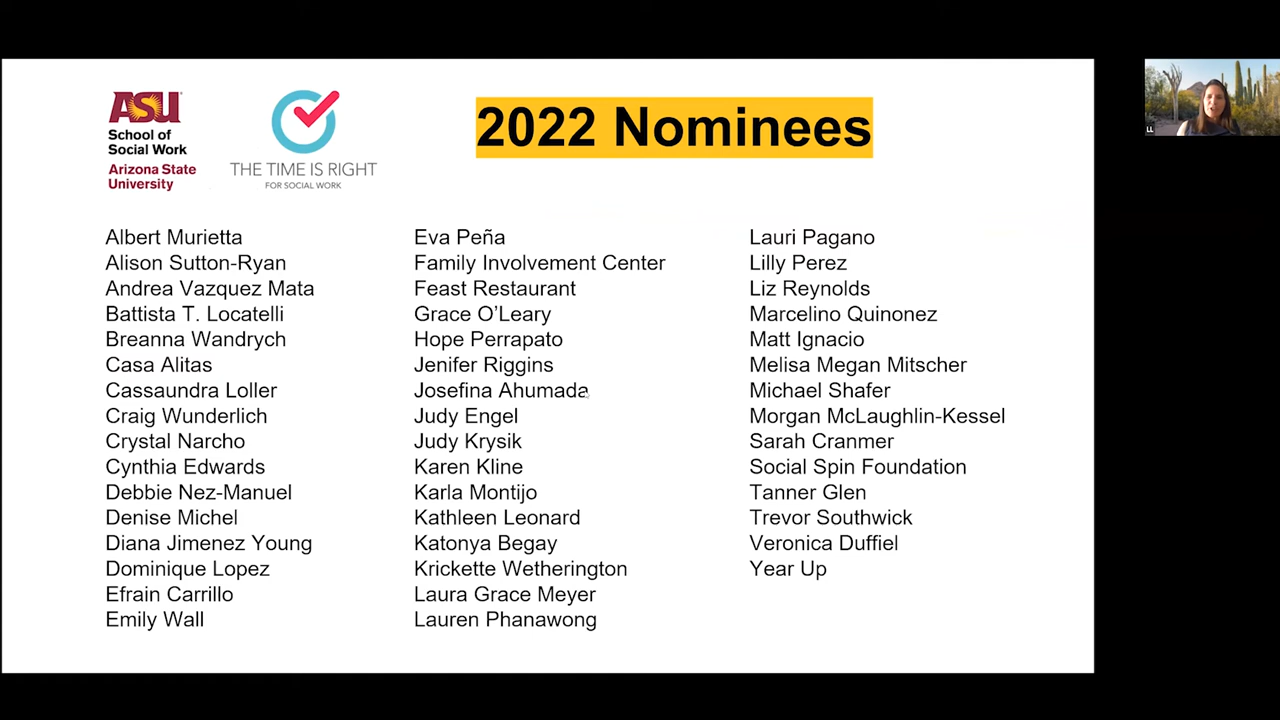 ASU
School of
Social Work
Arizona State
University
THE TIME IS RIGHT
FOR SOCIAL WORK
2022 Nominees
Albert Murietta
Alison Sutton-Ryan
Andrea Vazquez Mata
Battista T. Locatelli
Breanna Wandrych
Casa Alitas
Cassaundra Loller
Craig Wunderlich
Crystal Narcho
Cynthia Edwards
Debbie Nez-Manuel
Denise Michel
Diana Jimenez Young
Dominique Lopez
Efrain Carrillo
Emily Wall
Eva Peña
Family Involvement Center
Feast Restaurant
Grace O’Leary
Hope Perrapato
Jenifer Riggins
Josefina Ahumada
Judy Engel
Judy Krysik
Karen Kline
Karla Montijo
Kathleen Leonard
Katonya Begay
Krickette Wetherington
Laura Grace Meyer
Lauren Phanawong
Lauri Pagano
Lilly Perez
Liz Reynolds
Marcelino Quinonez
Matt Ignacio
Melisa Megan Mitscher
Michael Shafer
Morgan McLaughlin-Kessel
Sarah Cranmer
Social Spin Foundation
Tanner Glen
Trevor Southwick
Veronica Duffiel
Year Up